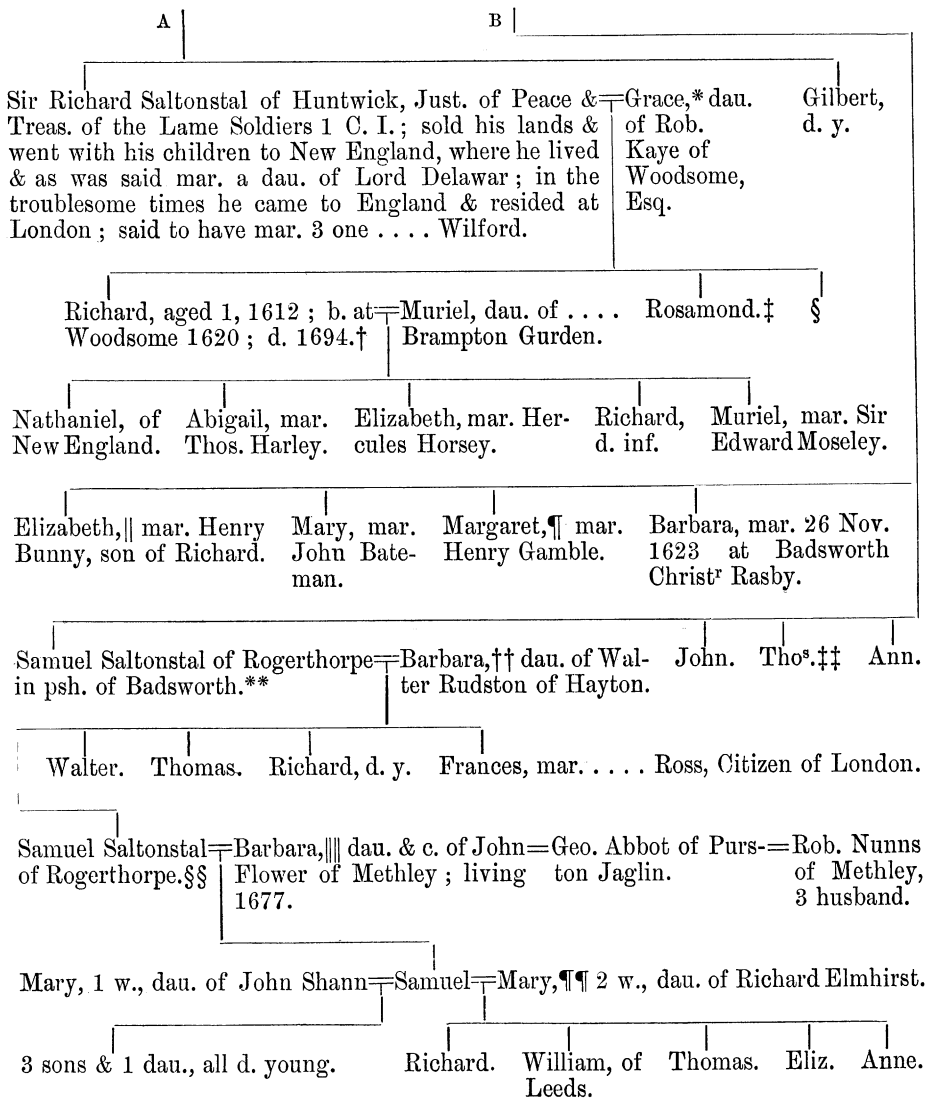 A B
Sir Richard Saltonstal of Huntwick, Just. of Peace &
Treas. of the Lame Soldiers 1 C. I.; sold his lands &
went with his children to New England, where he lived
& as was said mar. a dau. of Lord Delawar; in the
troublesome times he came to England & resided at
London; said to have mar. 3 one .... Wilford.
Grace,* dau.
of Rob.
Kaye of
Woodsome,
Esq.
Gilbert,
d. y.
Richard, aged 1, 1612; b. at
Woodsome 1620; d. 1694.†
Muriel, dau. of ....
Brampton Gurden.
Rosamond.‡
§
Nathaniel, of
New England.
Abigail, mar.
Thos. Harley.
Elizabeth, mar. Her-
cules Horsey.
Richard,
d. inf.
Muriel, mar. Sir
Edward Moseley.
Elizabeth,|| mar. Henry
Bunny, son of Richard.
Mary, mar.
John Bate-
man.
Margaret,¶ mar.
Henry Gamble.
Barbara, mar. 26 Nov.
1623 at Badsworth
Christʳ Rasby.
Samuel Saltonstal of Rogerthorpe
in psh. of Badsworth.**
Barbara,†† dau. of Wal-
ter Rudston of Hayton.
John.
Thoˢ.‡‡
Ann.
Walter.
Thomas.
Richard, d. y.
Frances, mar. .... Ross, Citizen of London.
Samuel Saltonstal
of Rogerthorpe.§§
Barbara,|||| dau. & c. of John
Flower of Methley; living
1677.
=Geo. Abbot of Purs-
ton Jaglin.
=Rob. Nunns
of Methley,
3 husband.
Mary, 1 w., dau. of John Shann
Samuel
Mary,¶¶ 2 w., dau. of Richard Elmhirst.
3 sons & 1 dau., all d. young.
Richard.
William, of
Leeds.
Thomas.
Eliz.
Anne.